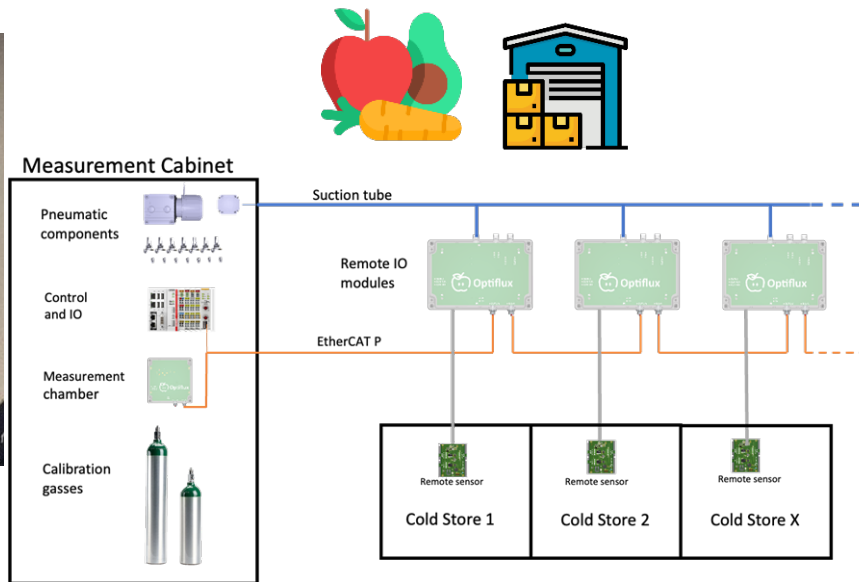 Measurement Cabinet
Pneumatic
components
Suction tube
Remote IO
modules
Optiflux
Optiflux
Optiflux
Control
and IO
EtherCAT P
Measurement
chamber
Optiflux
Calibration
gasses
Remote sensor
Remote sensor
Remote sensor
Cold Store 1
Cold Store 2
Cold Store X